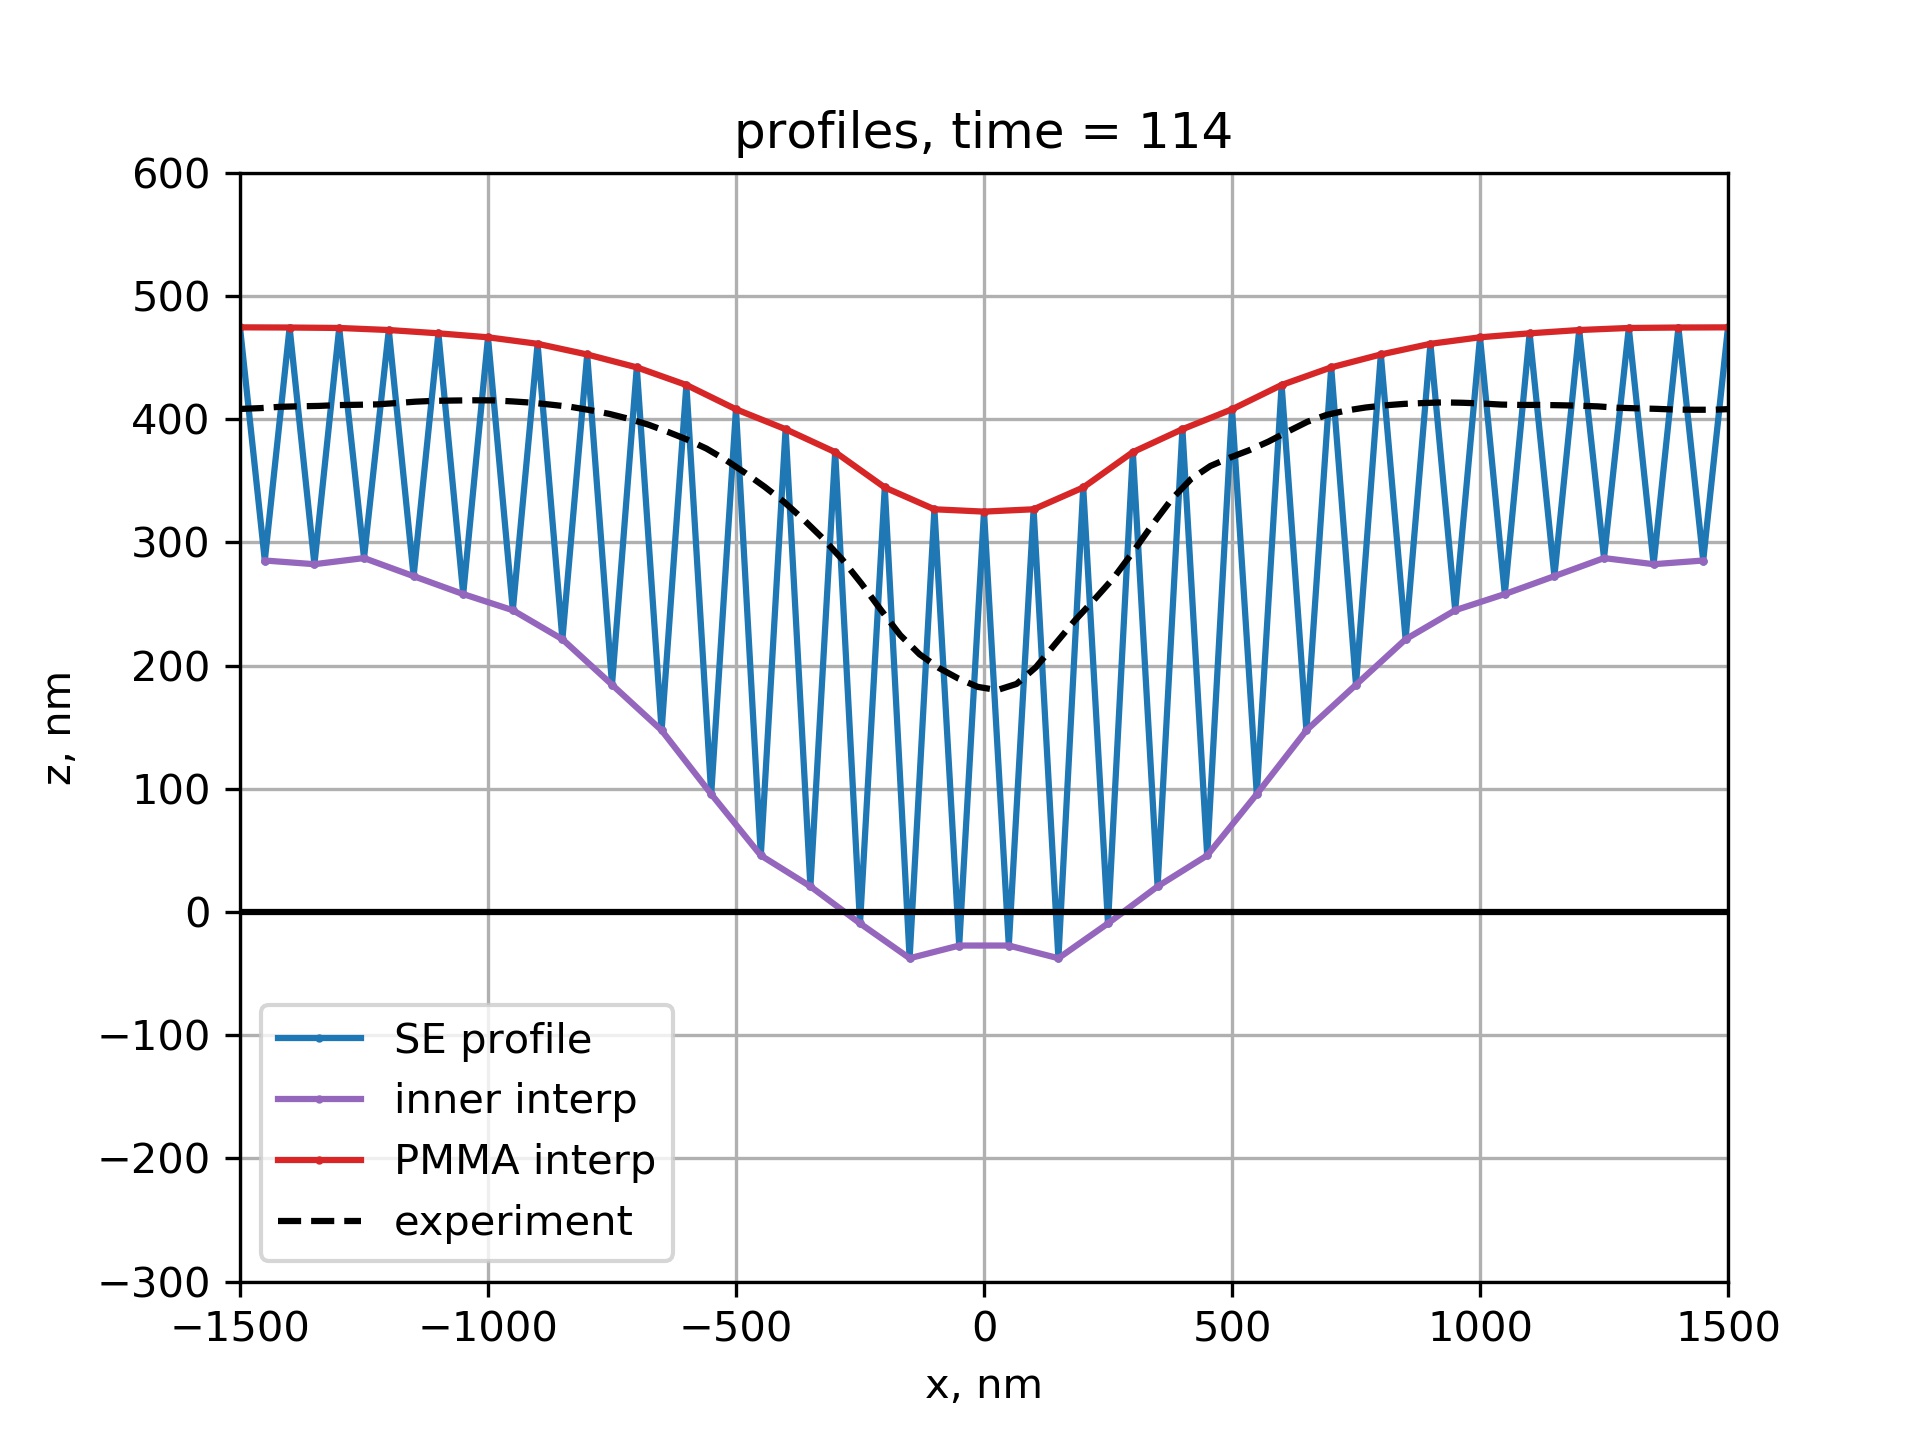 profiles, time = 114
600
500
400
300
200
100
0
−100
−200
−300
z, nm
SE profile
inner interp
PMMA interp
experiment
−1500
−1000
−500
0
500
1000
1500
x, nm